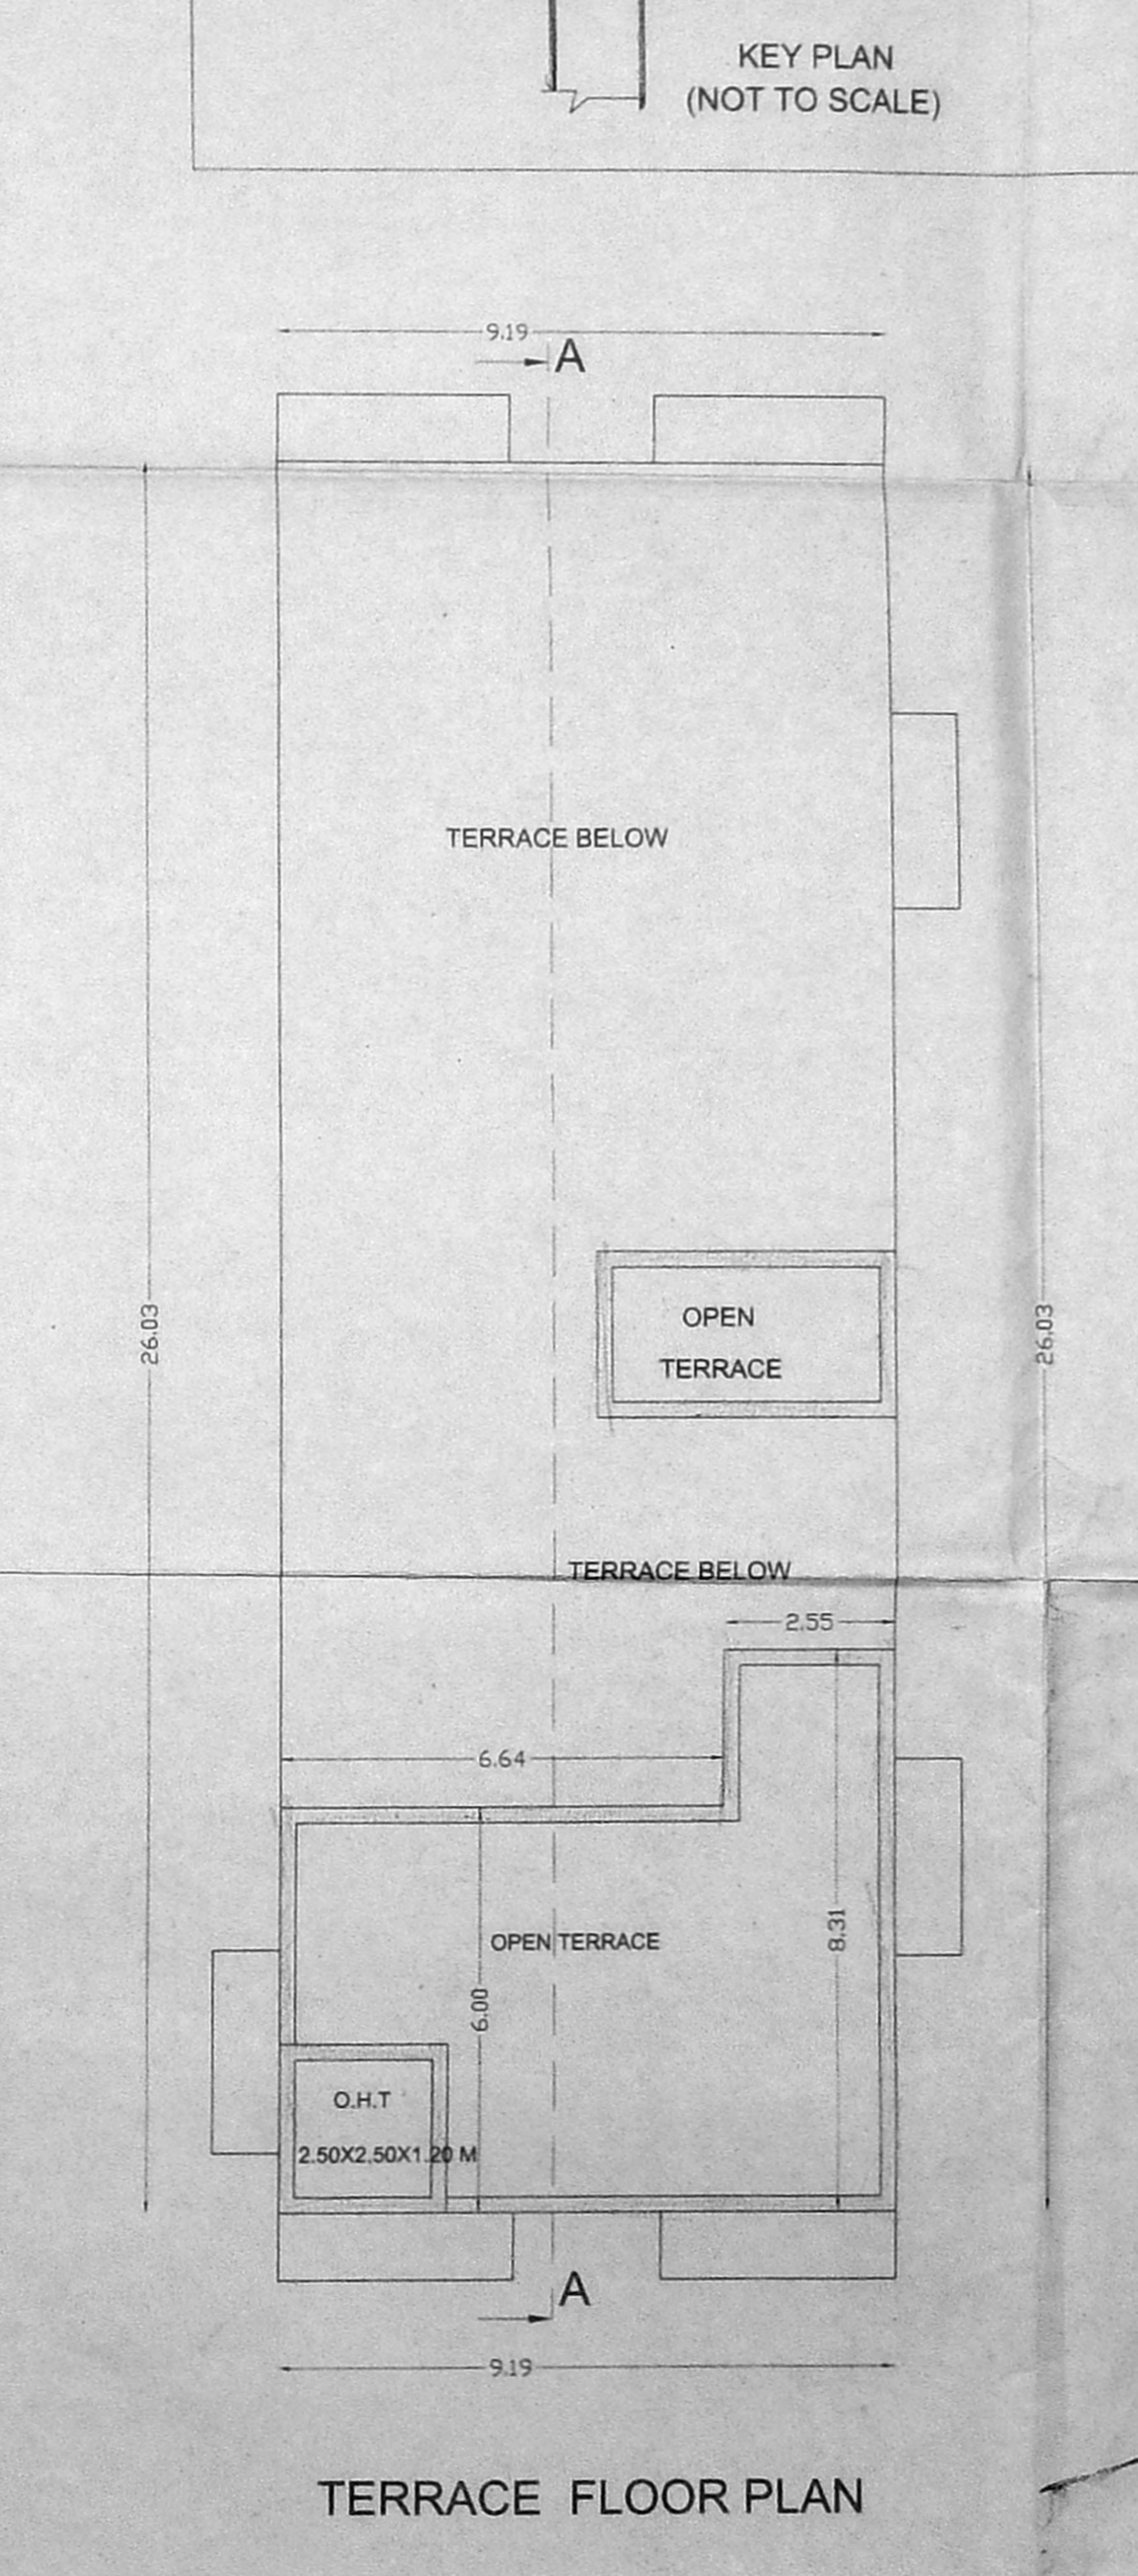 KEY PLAN
(NOT TO SCALE)
9.19
A
TERRACE BELOW
OPEN
TERRACE
26.03
26.03
TERRACE BELOW
2.55
6.64
8.31
OPEN TERRACE
6.00
O.H.T
2.50X2.50X1.20 M
A
9.19
TERRACE FLOOR PLAN